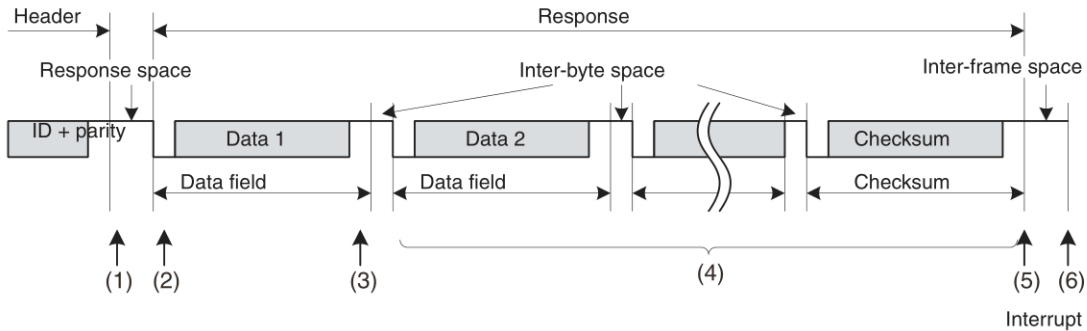 Header
Response
Response space
Inter-byte space
Inter-frame space
ID + parity
Data 1
Data 2
Checksum
Data field
Data field
Checksum
(1)
(2)
(3)
(4)
(5)
(6)
Interrupt